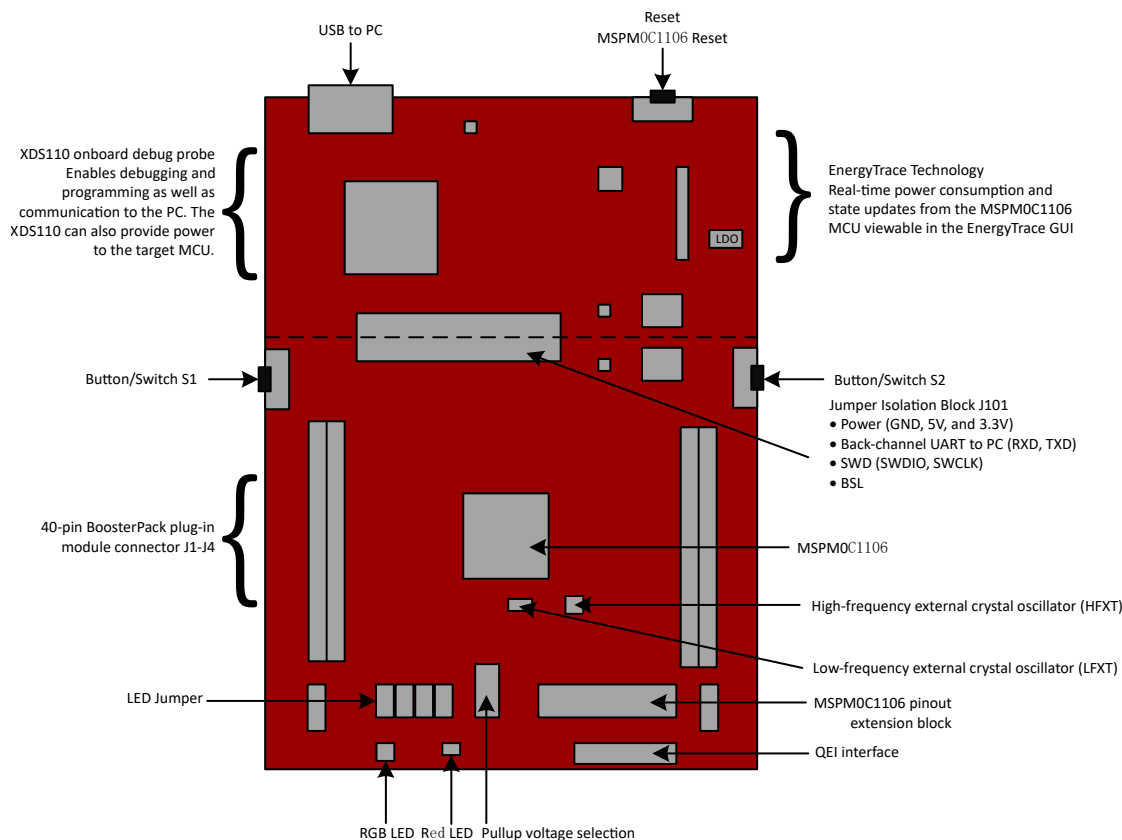 USB to PC
Reset
MSPM0C1106 Reset
XDS110 onboard debug probe
Enables debugging and
programming as well as
communication to the PC. The
XDS110 can also provide power
to the target MCU.
EnergyTrace Technology
Real-time power consumption and
state updates from the MSPM0C1106
MCU viewable in the EnergyTrace GUI
LDO
Button/Switch S1
Button/Switch S2
Jumper Isolation Block J101
• Power (GND, 5V, and 3.3V)
• Back-channel UART to PC (RXD, TXD)
• SWD (SWDIO, SWCLK)
• BSL
40-pin BoosterPack plug-in
module connector J1-J4
MSPM0C1106
High-frequency external crystal oscillator (HFXT)
Low-frequency external crystal oscillator (LFXT)
LED Jumper
MSPM0C1106 pinout
extension block
QEI interface
RGB LED
Red LED
Pullup voltage selection